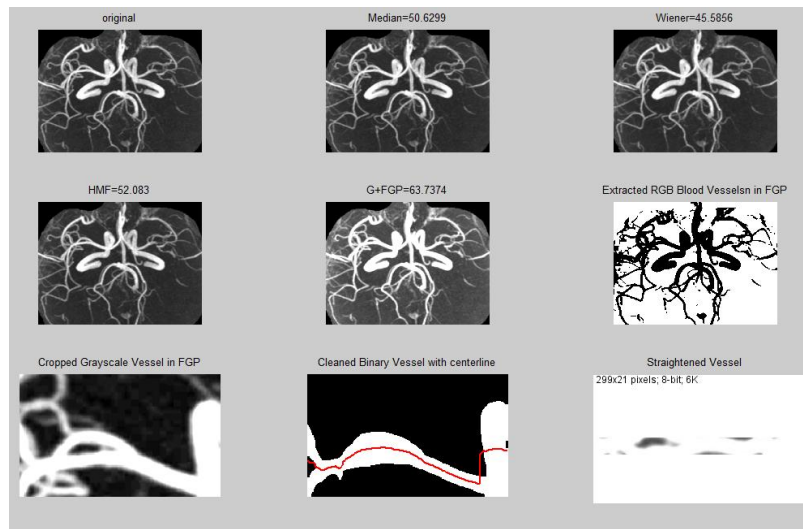 original
Median=50.6299
Wiener=45.5856
HMF=52.083
G+FGP=63.7374
Extracted RGB Blood Vesselsn in FGP
Cropped Grayscale Vessel in FGP
Cleaned Binary Vessel with centerline
Straightened Vessel
299x21 pixels; 8-bit; 6K